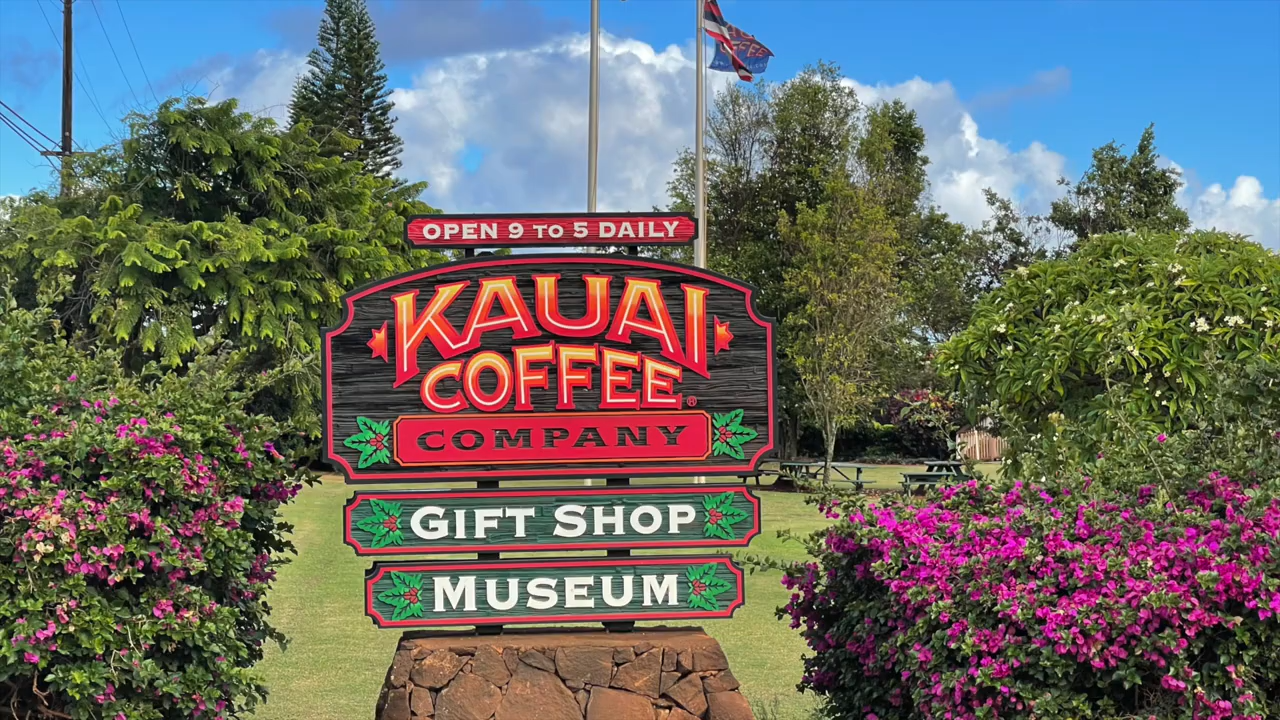 OPEN 9 TO 5 DAILY
KAUAI
COFFEE®
COMPANY
GIFT SHOP
MUSEUM